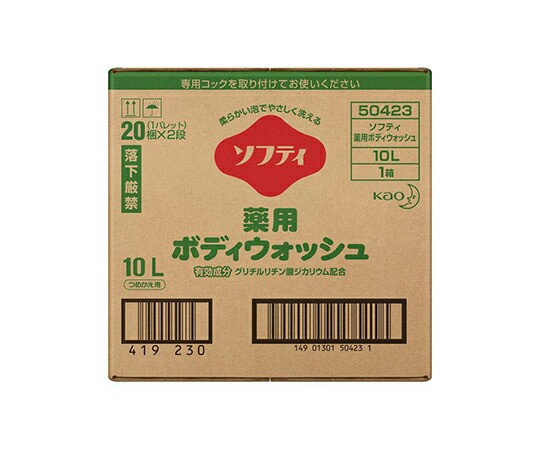 専用コックを取り付けてお使いください
柔らかい泡でやさしく洗える
ソフティ
20(1パレット)
梱×2段
落下厳禁
50423
ソフティ
薬用ボディウォッシュ
10L
1箱
Kao
薬用
ボディウォッシュ
10L
つめかえ用
有効成分 グリチルリチン酸ジカリウム配合
419 230
149 01301 50423 1